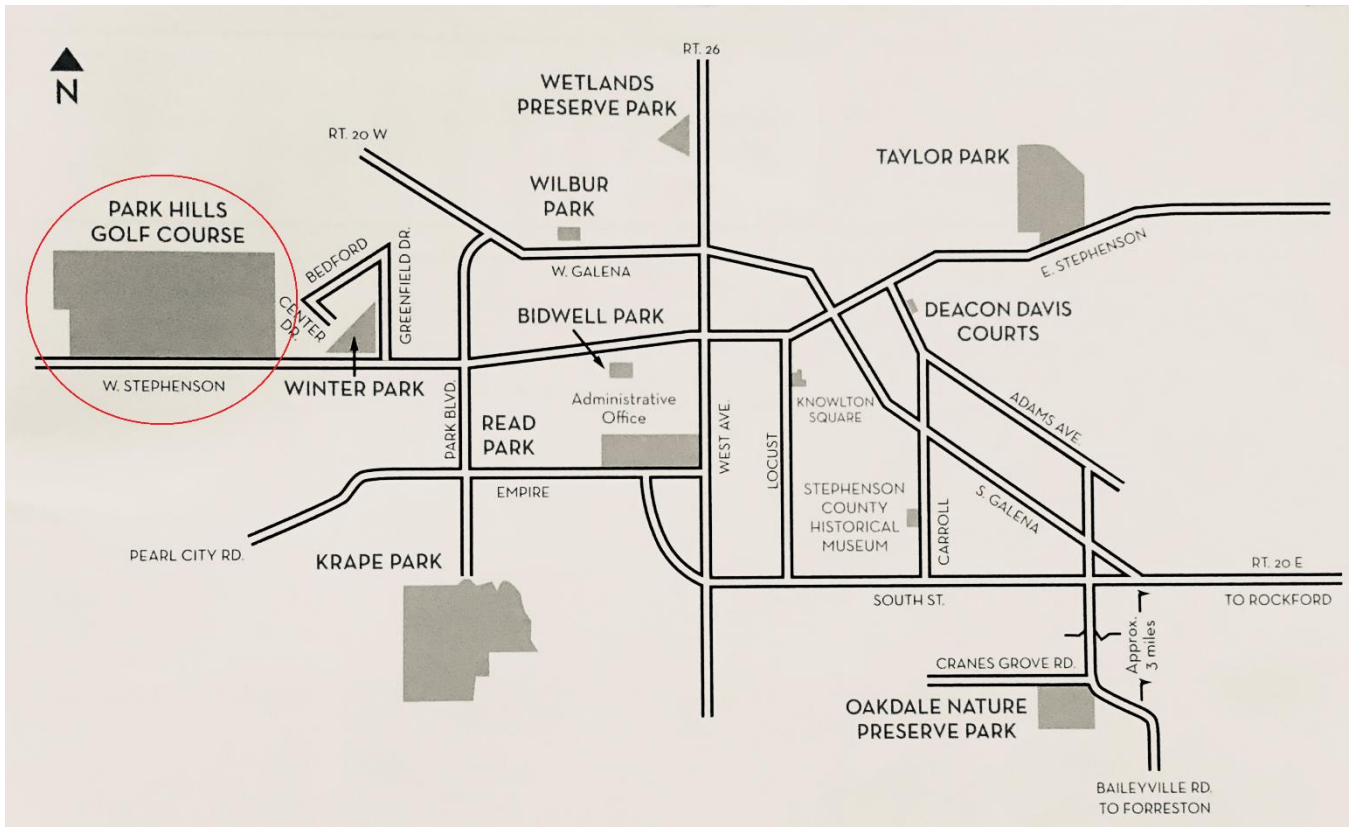 N
RT. 26
WETLANDS
PRESERVE PARK
RT. 20 W
TAYLOR PARK
WILBUR
PARK
PARK HILLS
GOLF COURSE
BEDFORD
GREENFIELD DR.
CENTER
DR.
W. GALENA
E. STEPHENSON
BIDWELL PARK
DEACON DAVIS
COURTS
W. STEPHENSON
WINTER PARK
Administrative
Office
KNOWLTON
SQUARE
ADAMS AVE.
PARK BLVD.
READ
PARK
WEST AVE.
LOCUST
EMPIRE
STEPHENSON
COUNTY
HISTORICAL
MUSEUM
CARROLL
S. GALENA
PEARL CITY RD.
KRAPE PARK
RT. 20 E
SOUTH ST.
TO ROCKFORD
Approx.
3 miles
CRANES GROVE RD.
OAKDALE NATURE
PRESERVE PARK
BAILEYVILLE RD.
TO FORRESTON